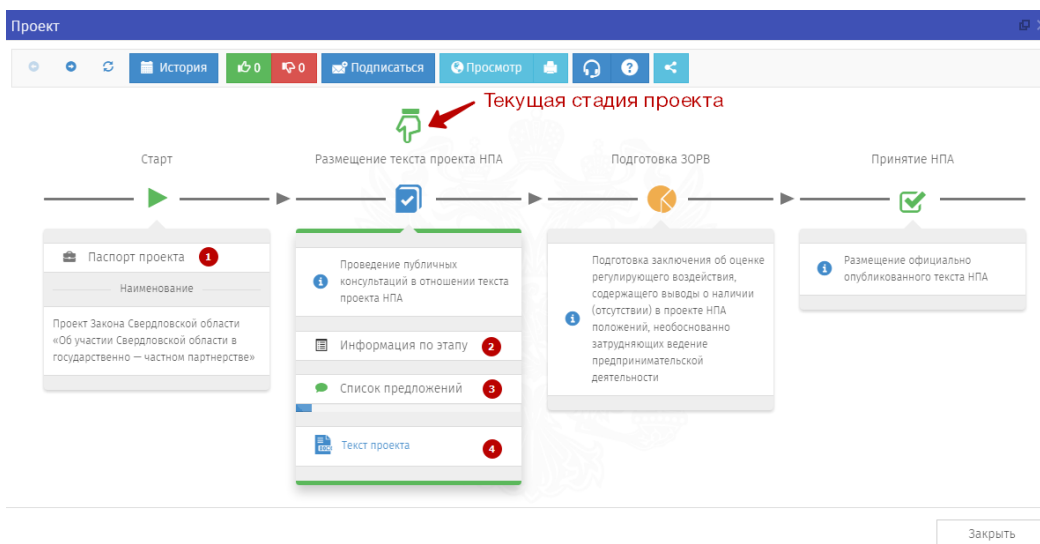 Проект
История
0
0
Подписаться
Просмотр
Текущая стадия проекта
Старт
Размещение текста проекта НПА
Подготовка ЗОРВ
Принятие НПА
Паспорт проекта 1
Наименование
Проект Закона Свердловской области
«Об участии Свердловской области в
государственно — частном партнерстве»
Проведение публичных
консультаций в отношении текста
проекта НПА
Информация по этапу 2
Список предложений 3
Текст проекта 4
Подготовка заключения об оценке
регулирующего воздействия,
содержащего выводы о наличии
(отсутствии) в проекте НПА
положений, необоснованно
затрудняющих ведение
предпринимательской
деятельности
Размещение официально
опубликованного текста НПА
Закрыть